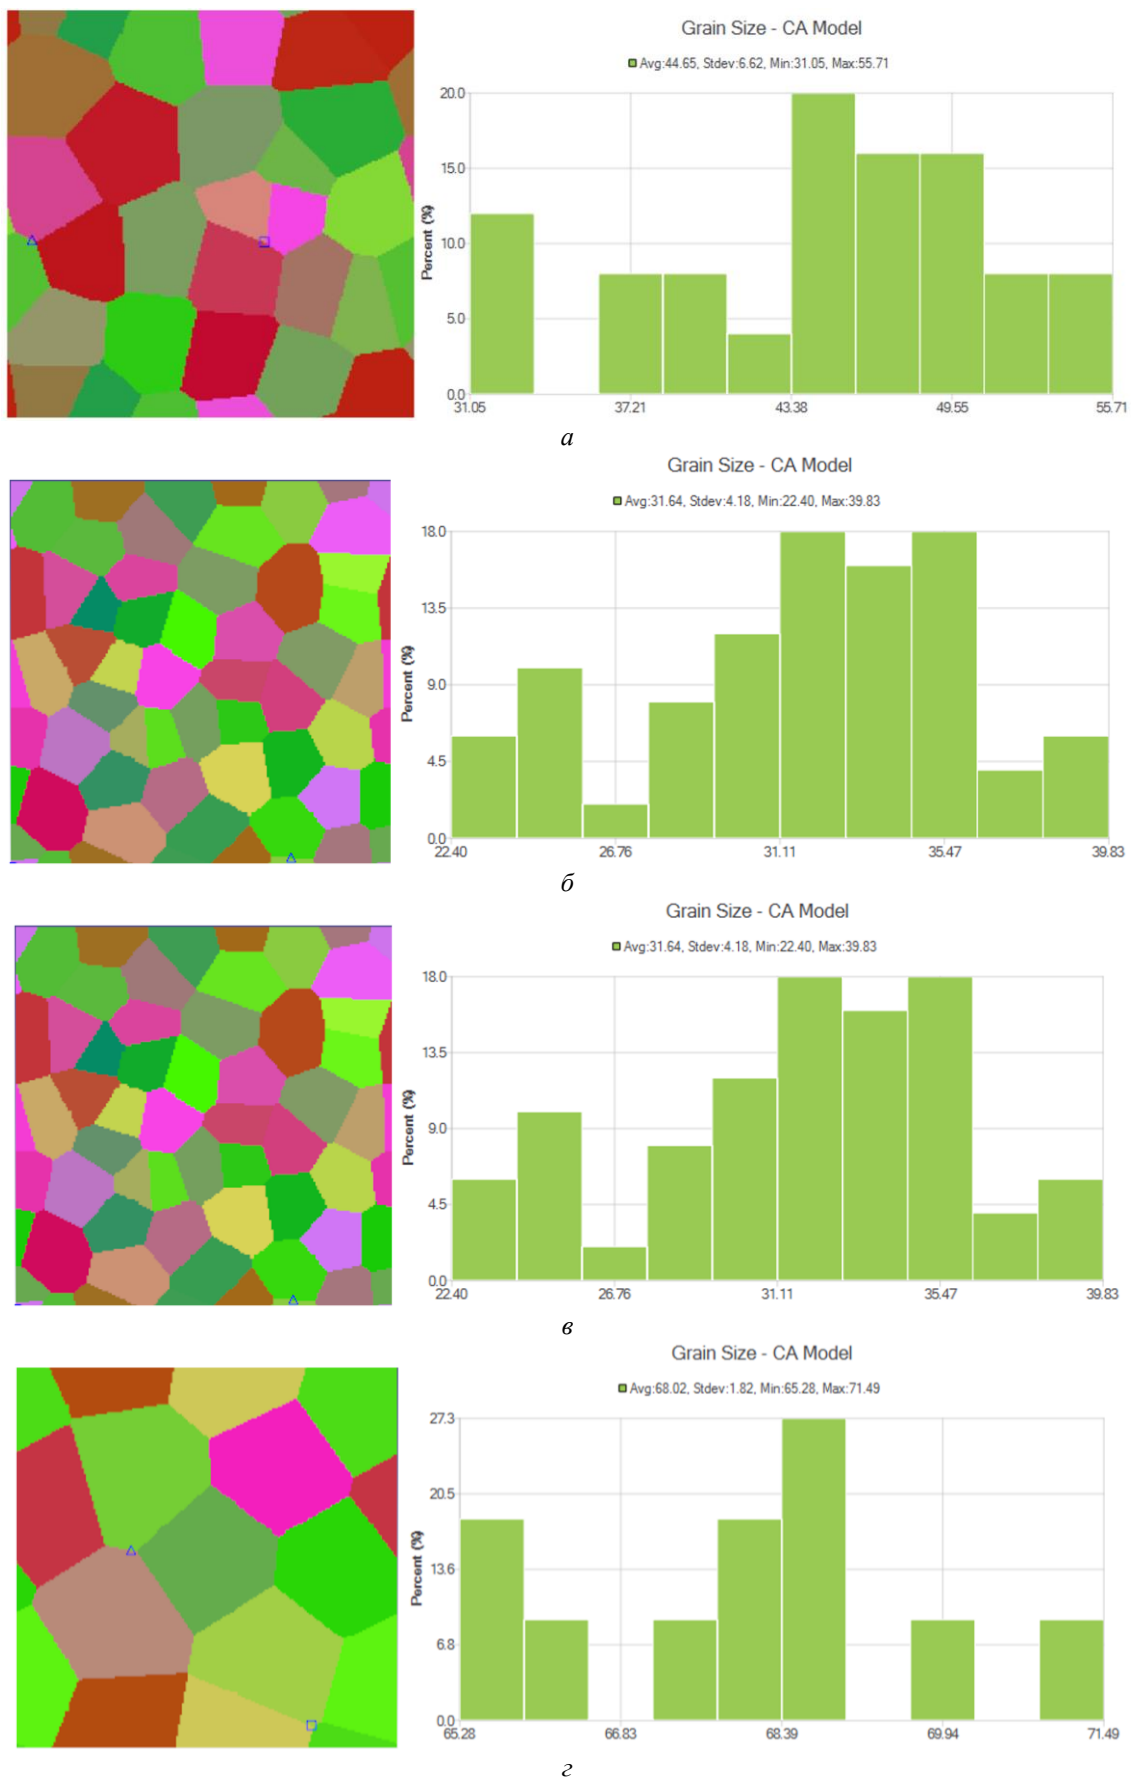 Grain Size - CA Model
Avg:44.65, Stdev:6.62, Min:31.05, Max:55.71
Percent (%)
20.0
15.0
10.0
5.0
0.0
31.05 37.21 43.38 49.55 55.71
а
Grain Size - CA Model
Avg:31.64, Stdev:4.18, Min:22.40, Max:39.83
Percent (%)
18.0
13.5
9.0
4.5
0.0
22.40 26.76 31.11 35.47 39.83
б
Grain Size - CA Model
Avg:31.64, Stdev:4.18, Min:22.40, Max:39.83
Percent (%)
18.0
13.5
9.0
4.5
0.0
22.40 26.76 31.11 35.47 39.83
в
Grain Size - CA Model
Avg:68.02, Stdev:1.82, Min:65.28, Max:71.49
Percent (%)
27.3
20.5
13.6
6.8
0.0
65.28 66.83 68.39 69.94 71.49
г